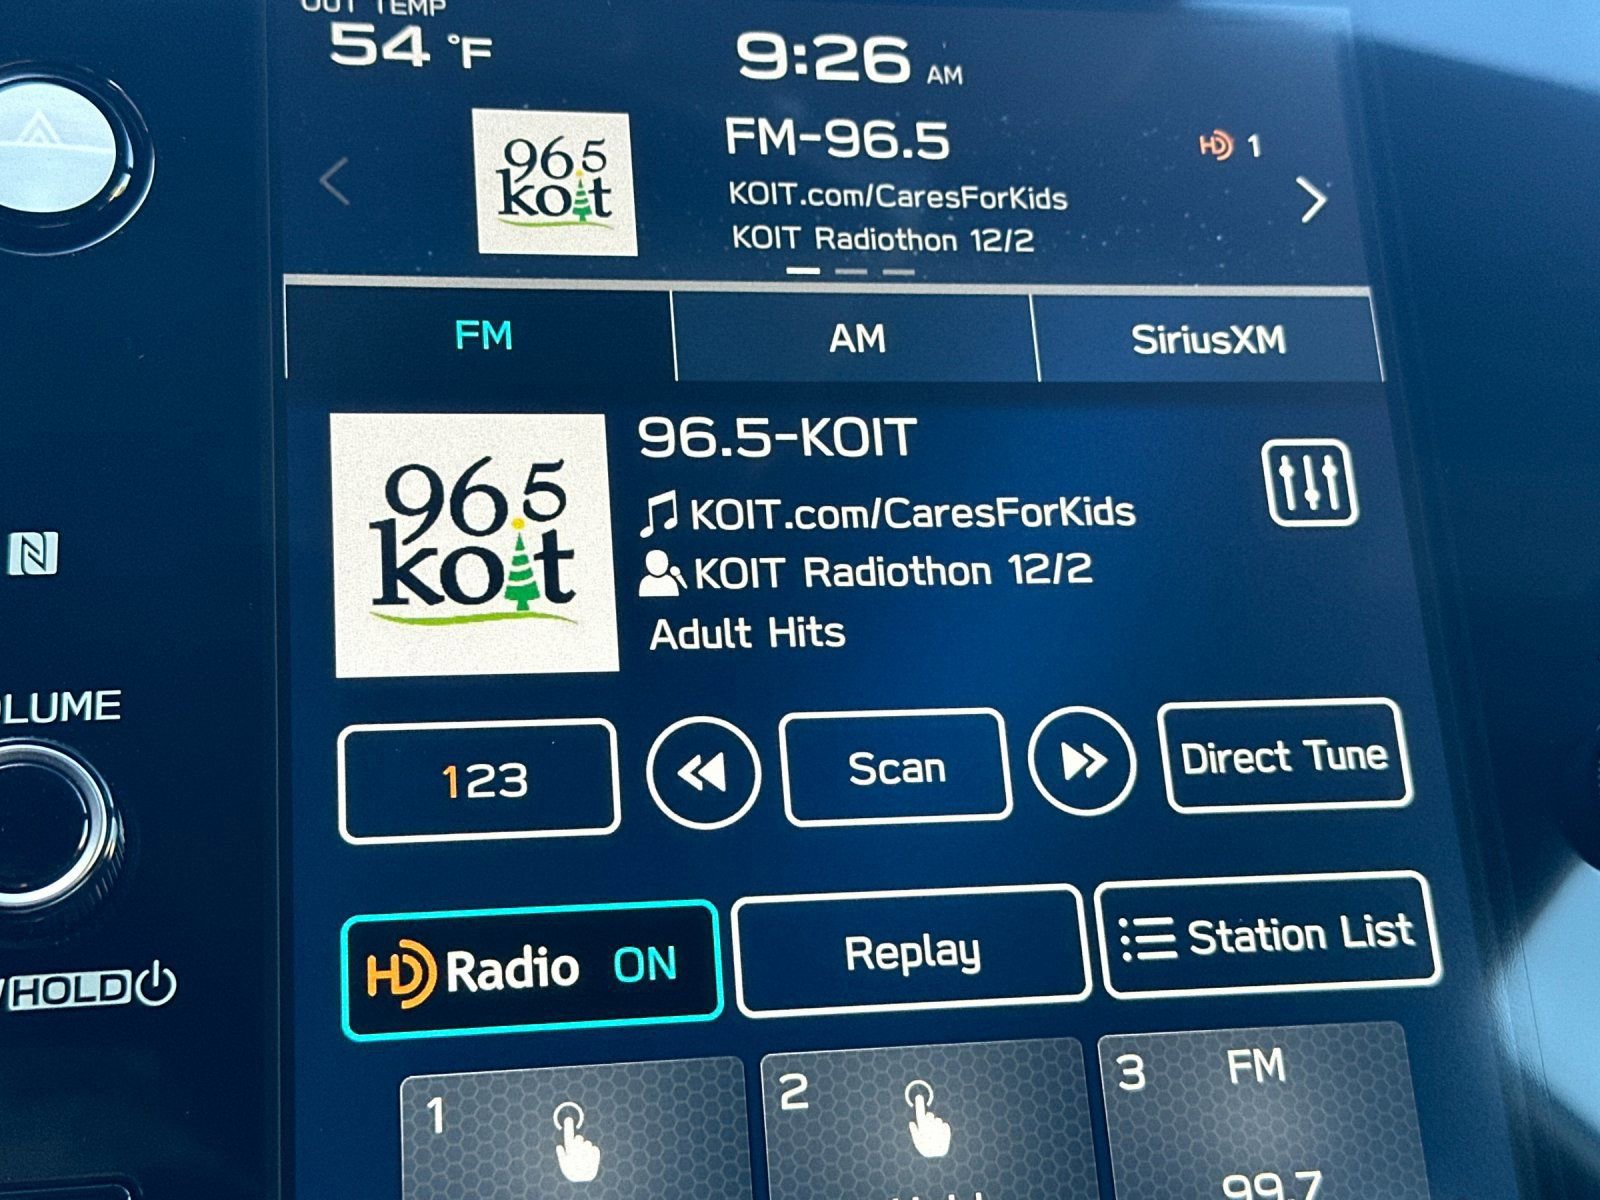 OUT TEMP
54 °F
9:26 AM
96.5
koit
FM-96.5
HD 1
KOIT.com/CaresForKids
KOIT Radiothon 12/2
FM
AM
SiriusXM
96.5
koit
96.5-KOIT
KOIT.com/CaresForKids
KOIT Radiothon 12/2
Adult Hits
N
LUME
123
Scan
Direct Tune
HD Radio ON
Replay
Station List
/HOLD
1
2
3
FM
99.7